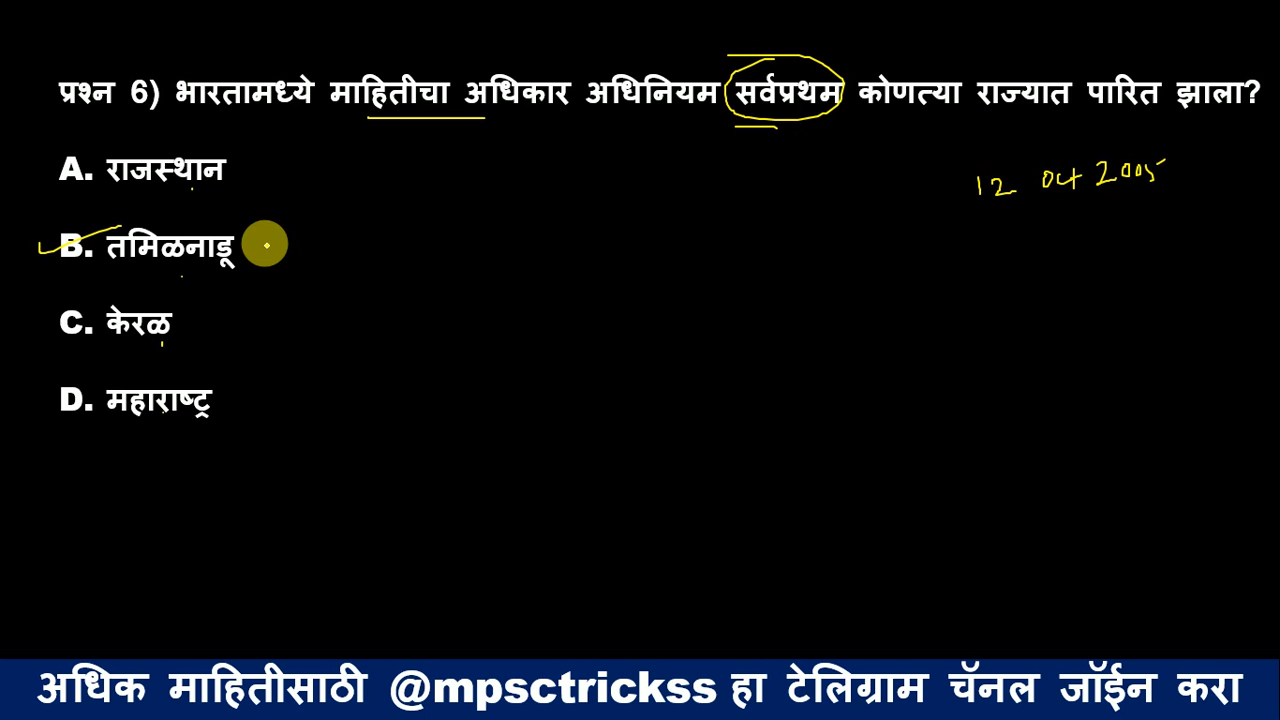 प्रश्न 6) भारतामध्ये माहितीचा अधिकार अधिनियम सर्वप्रथम कोणत्या राज्यात पारित झाला?
A. राजस्थान
12 Oct 2005
B. तमिळनाडू
C. केरळ
D. महाराष्ट्र
अधिक माहितीसाठी @mpsctrickss हा टेलिग्राम चॅनल जॉईन करा